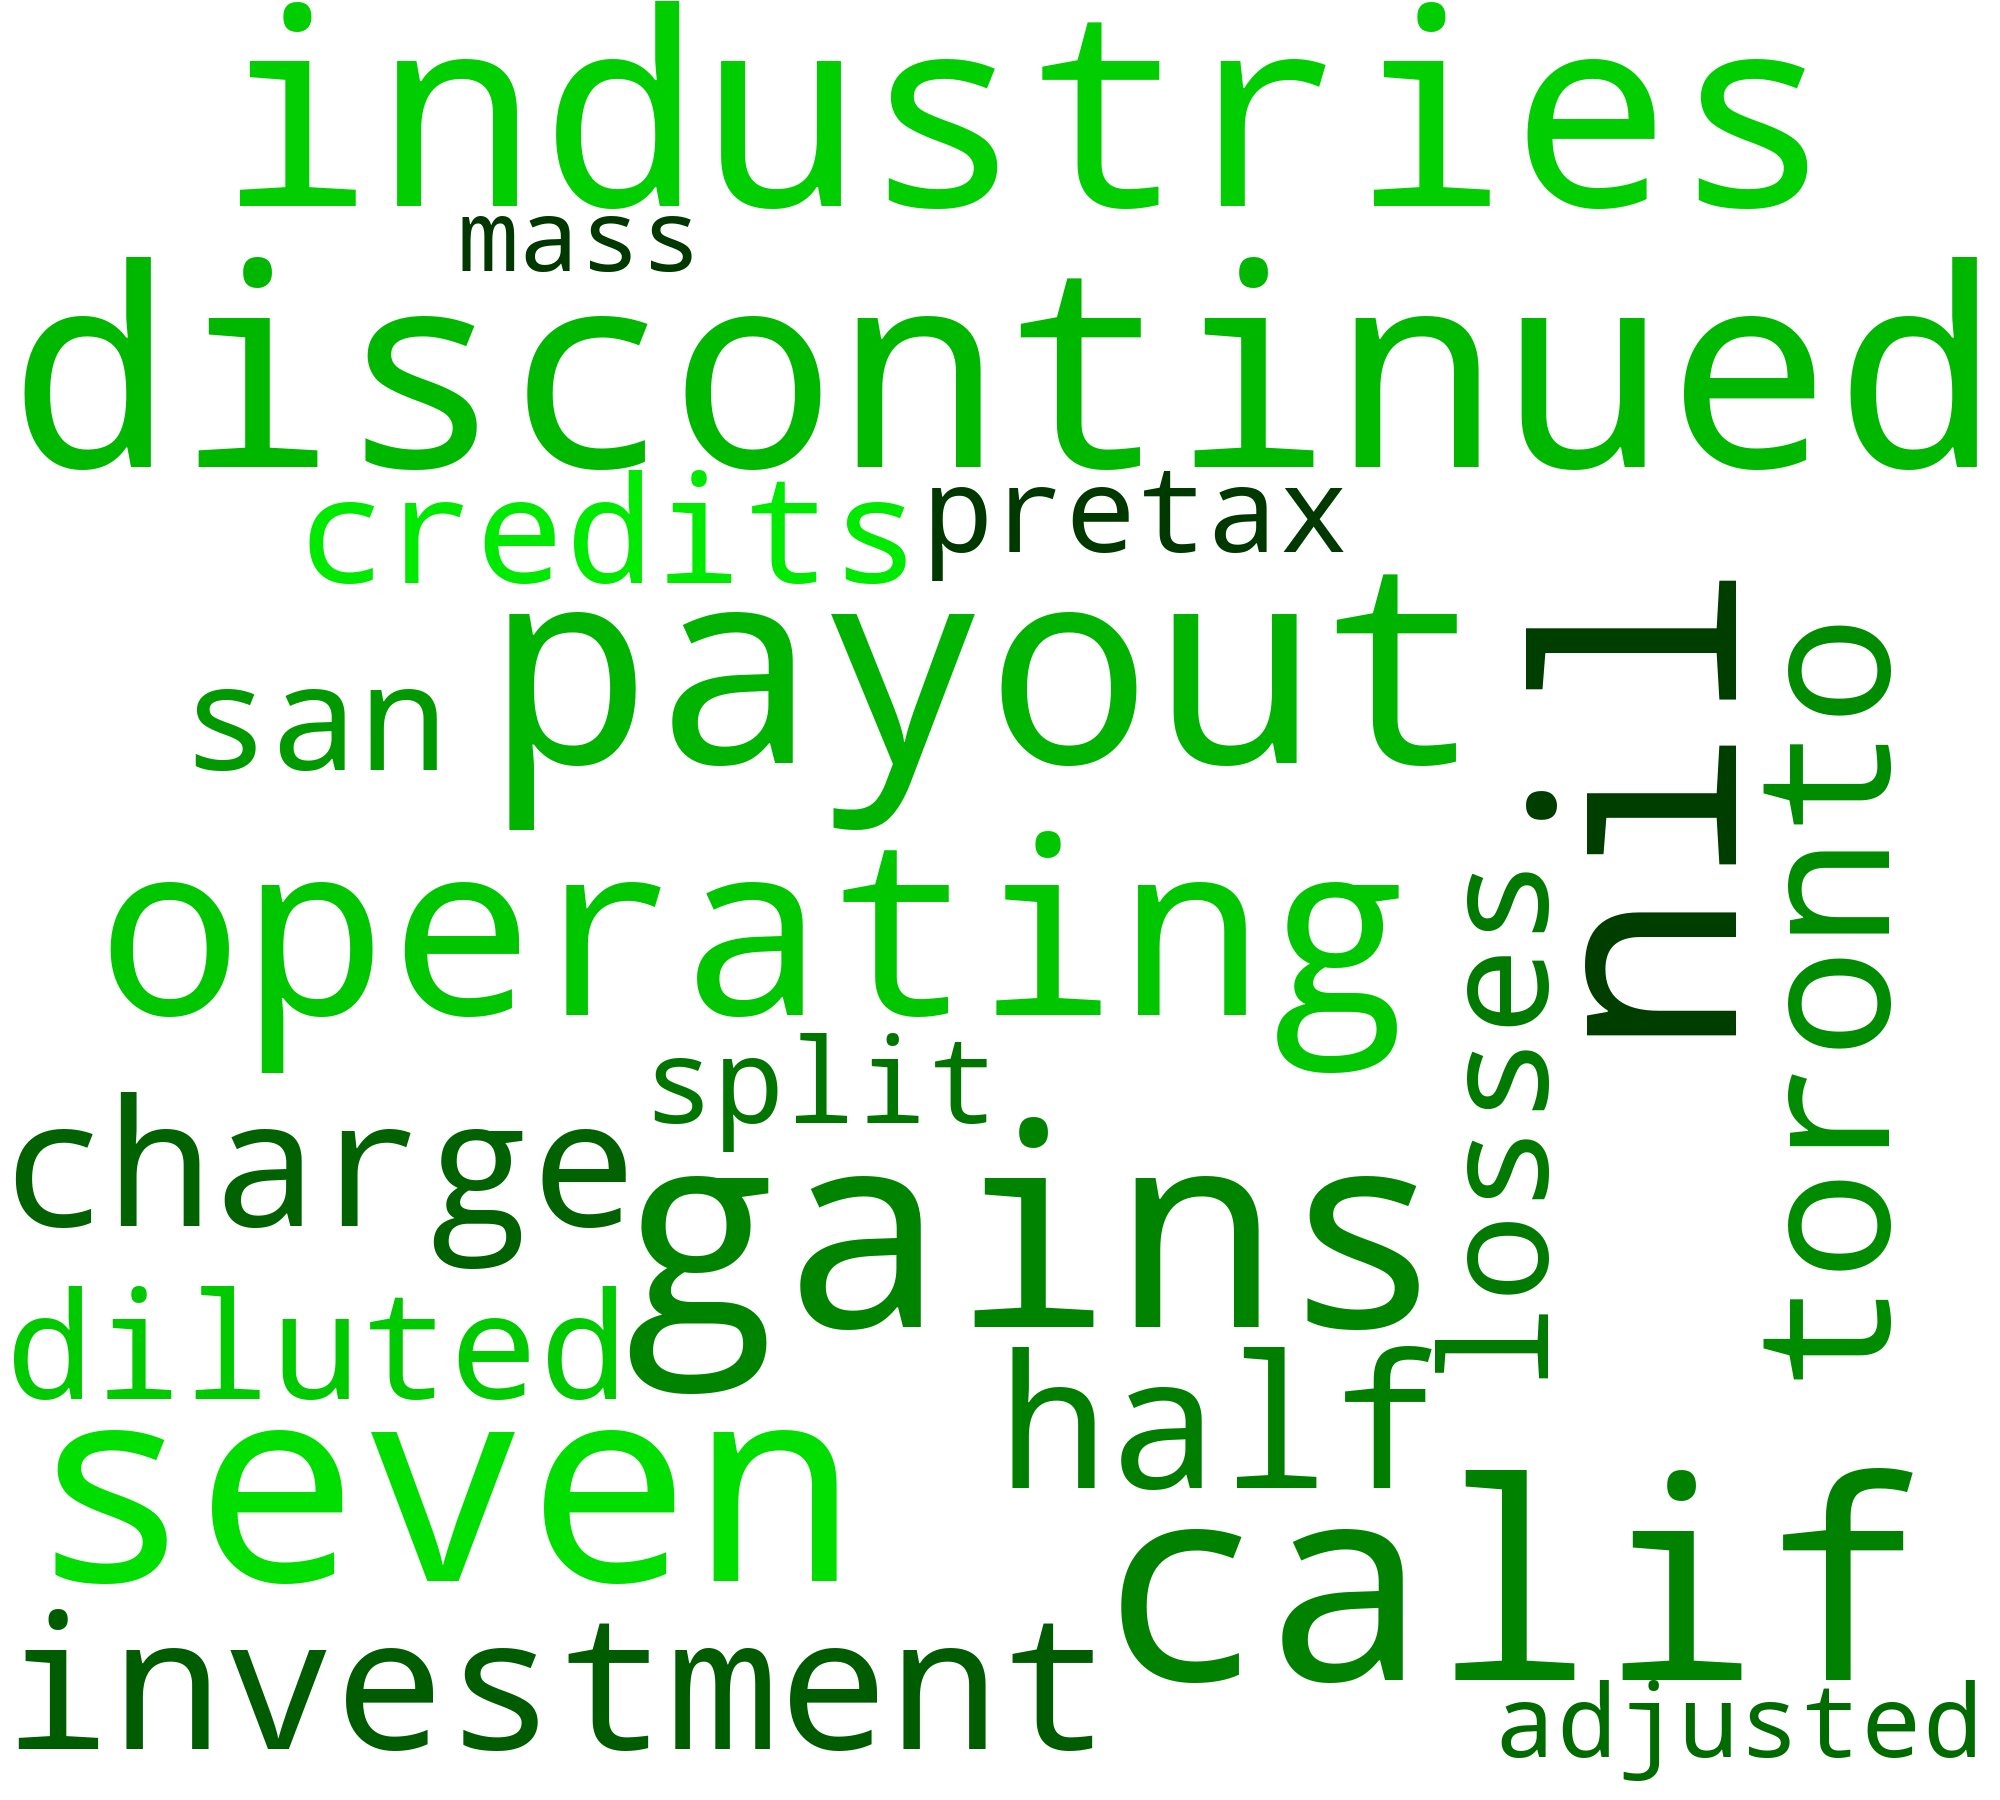 industries
mass
discontinued
credits pretax
san payout nil toronto
operating losses
split
charge gains
diluted half
seven calif
investment adjusted